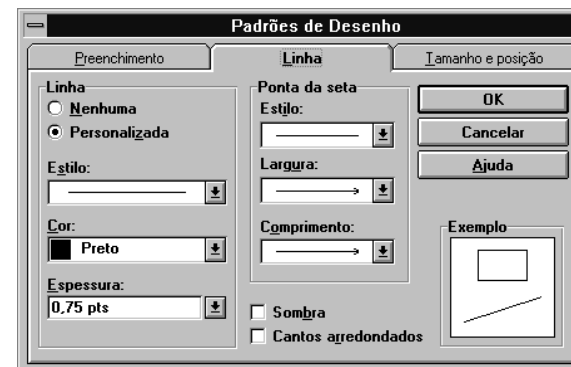 Padrões de Desenho
Preenchimento
Linha
Tamanho e posição
Linha
Nenhuma
Personalizada
Estilo:
Cor:
Preto
Espessura:
0,75 pts
Ponta da seta
Estilo:
Largura:
Comprimento:
Sombra
Cantos arredondados
OK
Cancelar
Ajuda
Exemplo